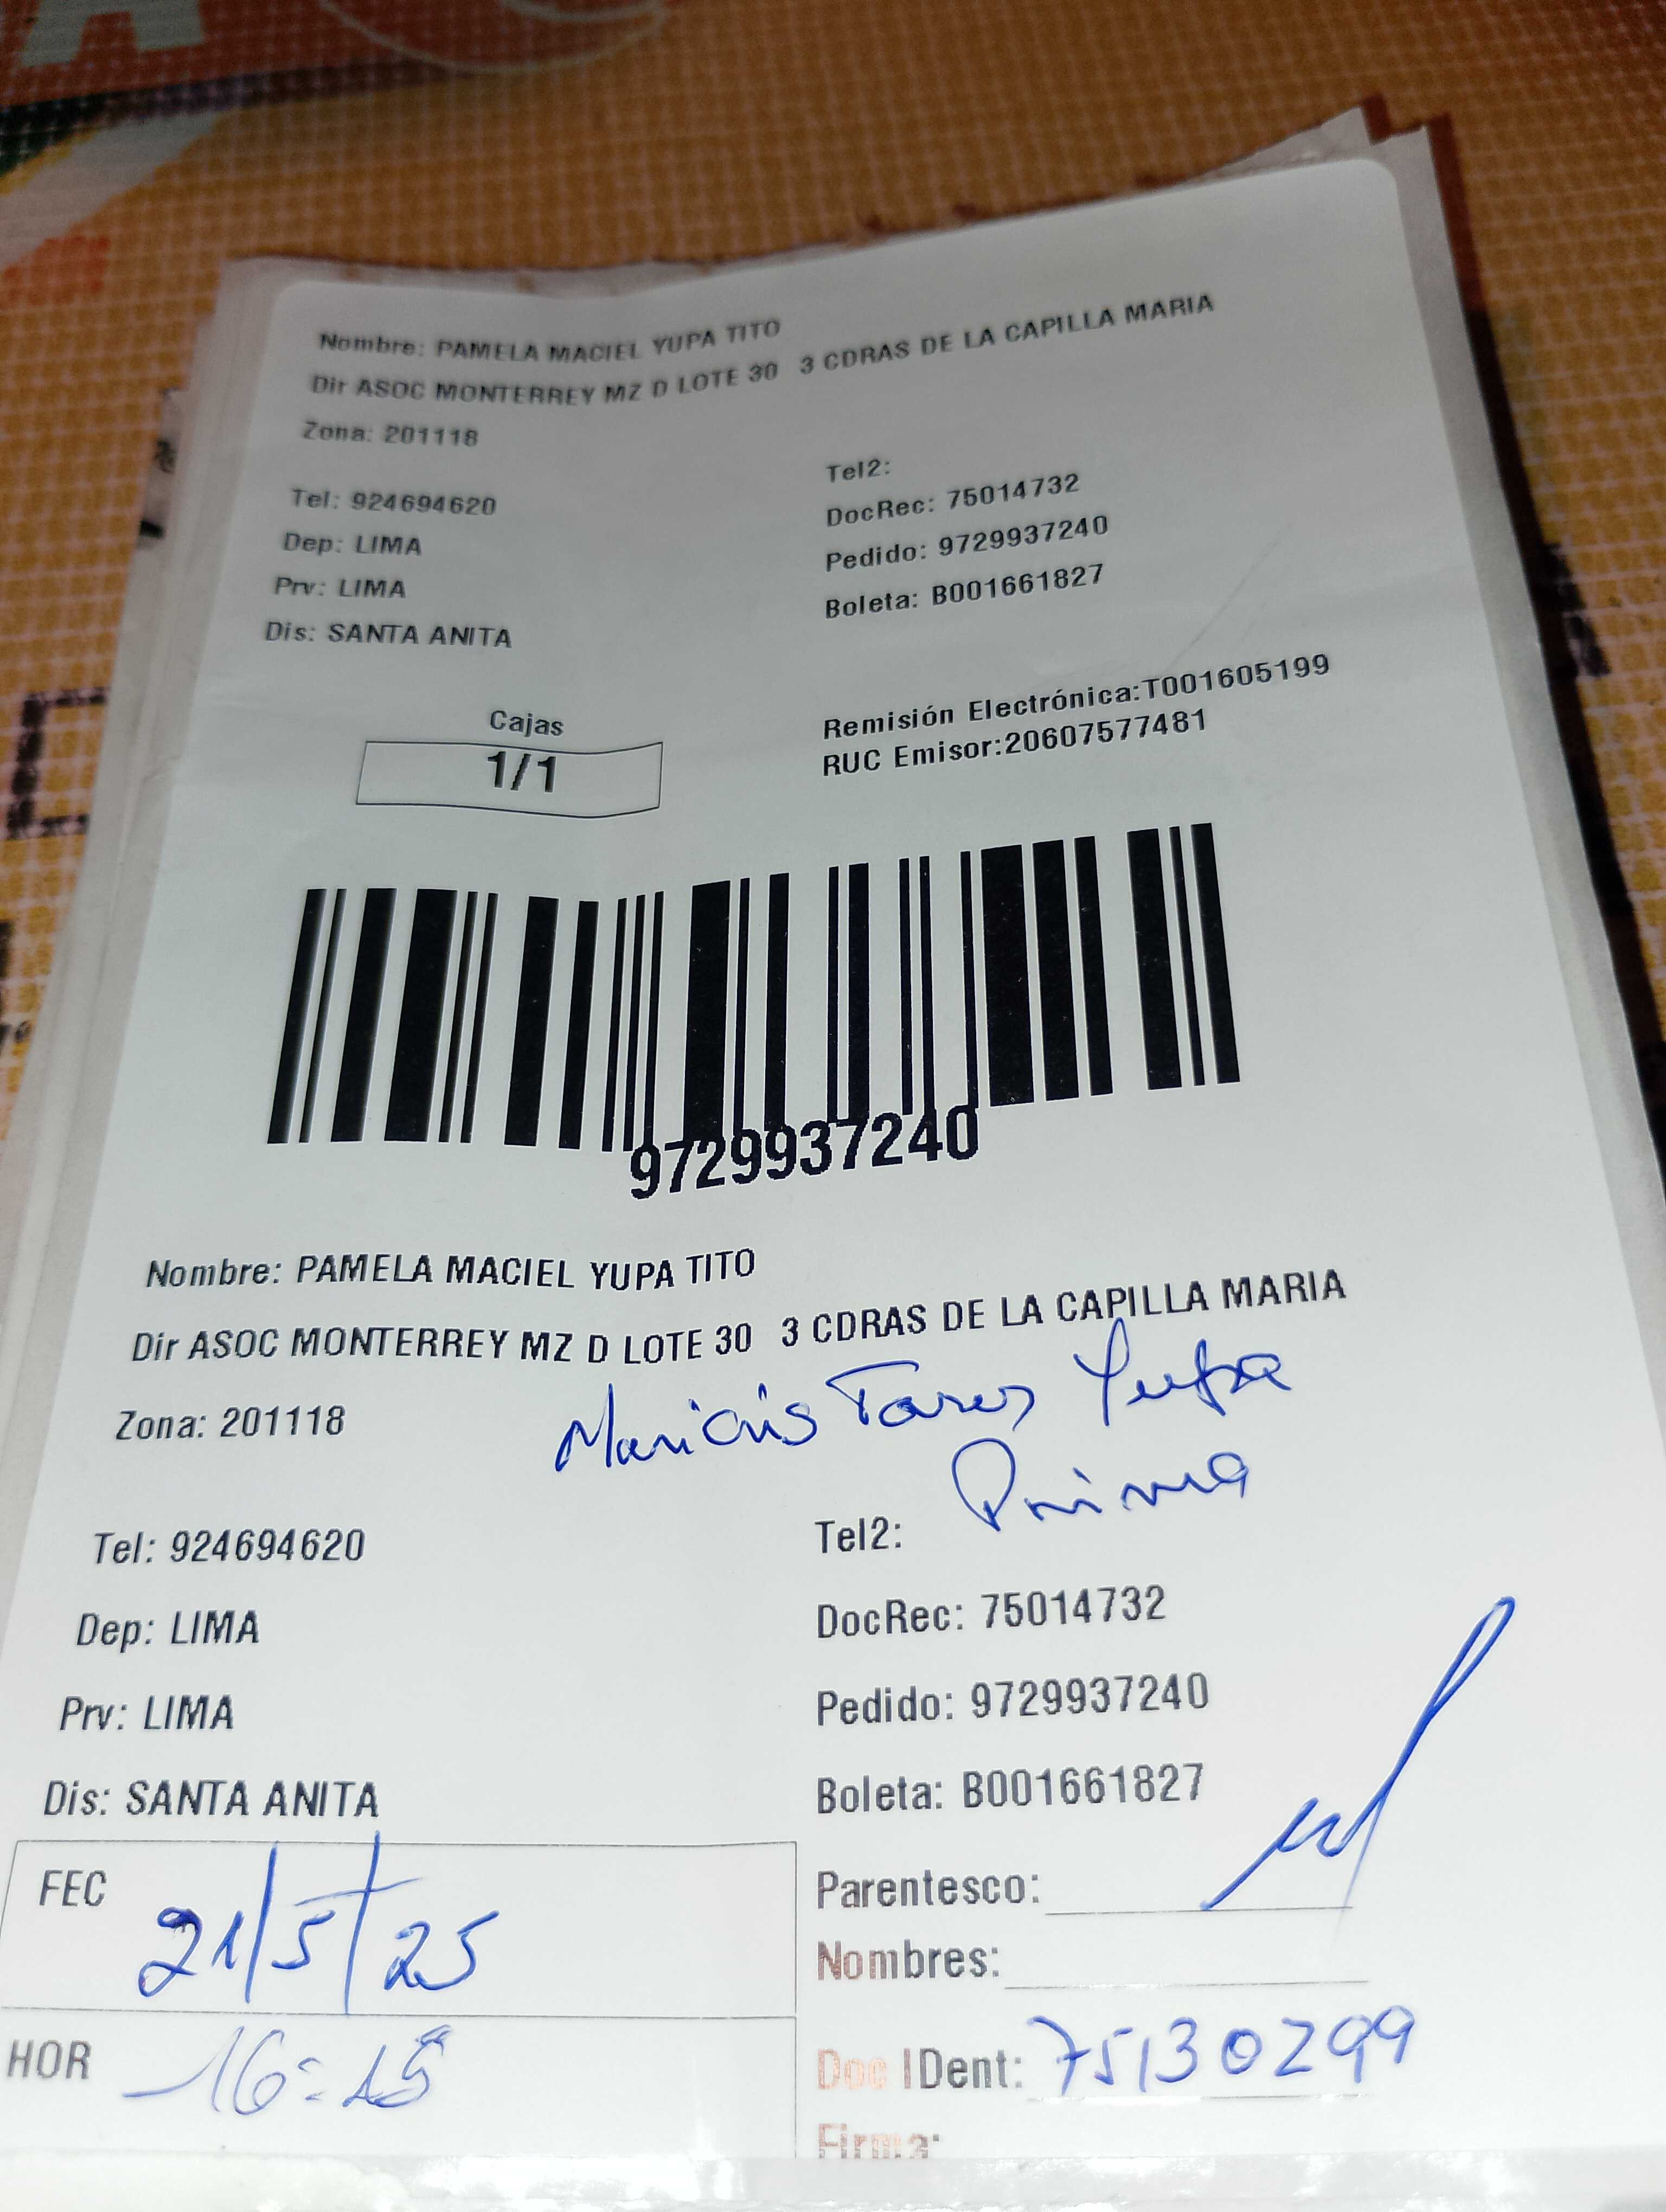 Nombre: PAMELA MACIEL YUPA TITO
Dir ASOC MONTERREY MZ D LOTE 30 3 CDRAS DE LA CAPILLA MARIA
Zona: 201118
Tel2:
Tel: 924694620
DocRec: 75014732
Dep: LIMA
Pedido: 9729937240
Prv: LIMA
Boleta: B001661827
Dis: SANTA ANITA
Cajas
1/1
Remisión Electrónica:T001605199
RUC Emisor:20607577481
9729937240
Nombre: PAMELA MACIEL YUPA TITO
Dir ASOC MONTERREY MZ D LOTE 30 3 CDRAS DE LA CAPILLA MARIA
Zona: 201118
Maricris Yupa
Prima
Tel: 924694620
Tel2:
Dep: LIMA
DocRec: 75014732
Prv: LIMA
Pedido: 9729937240
Dis: SANTA ANITA
Boleta: B001661827
FEC 21/5/25
Parentesco:
Nombres:
HOR 16:15
Doc IDent: 75130299
Firma: